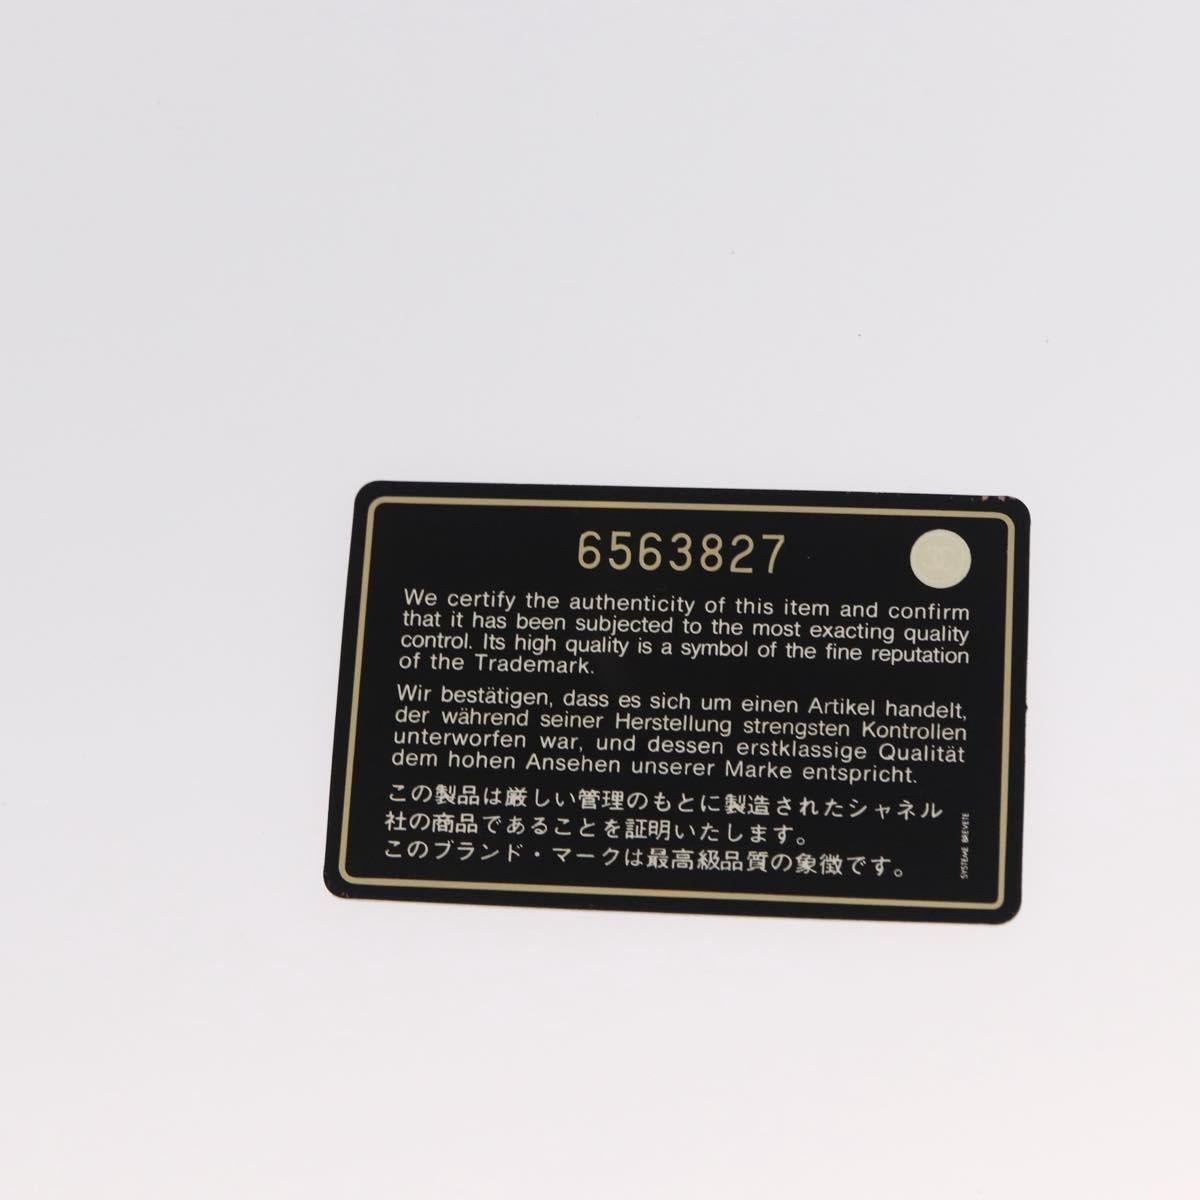 6563827
We certify the authenticity of this item and confirm
that it has been subjected to the most exacting quality
control. Its high quality is a symbol of the fine reputation
of the Trademark.
Wir bestätigen, dass es sich um einen Artikel handelt,
der während seiner Herstellung strengsten Kontrollen
unterworfen war, und dessen erstklassige Qualität
dem hohen Ansehen unserer Marke entspricht.
この製品は厳しい管理のもとに製造されたシャネル
社の商品であることを証明いたします。
このブランド・マークは最高級品質の象徴です。
SYSTEME BREVETE